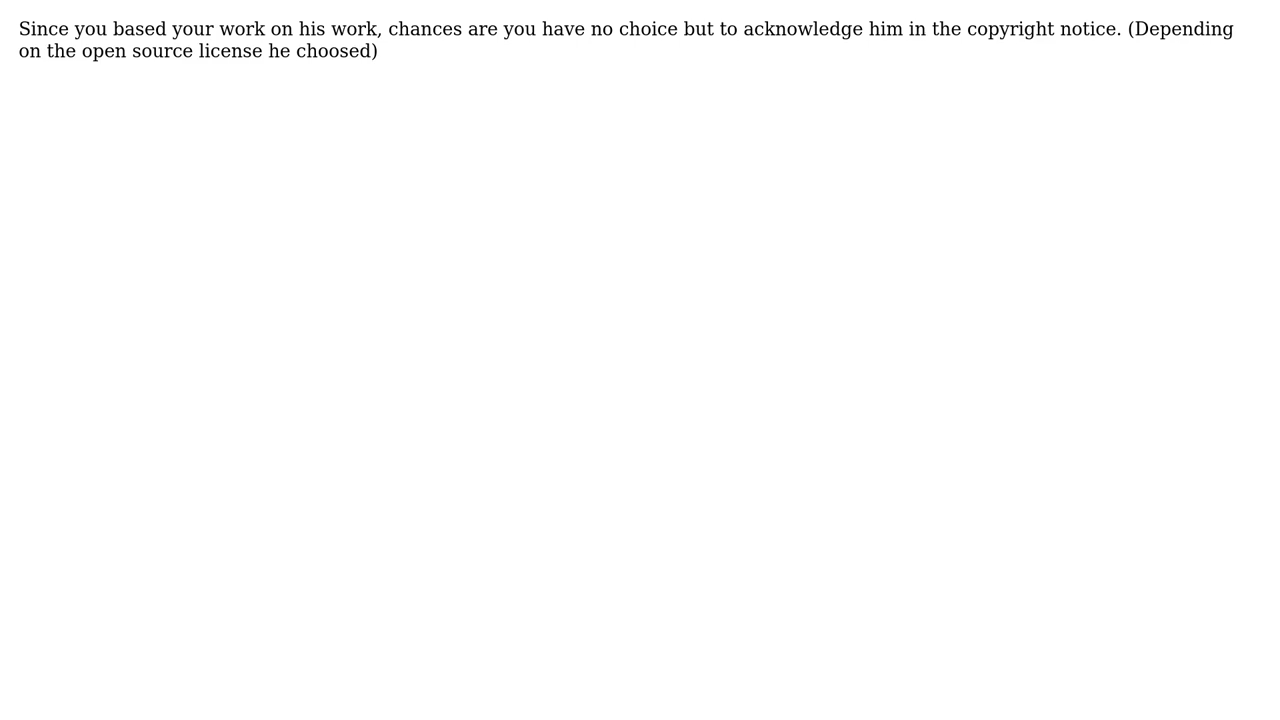 Since you based your work on his work, chances are you have no choice but to acknowledge him in the copyright notice. (Depending
on the open source license he choosed)